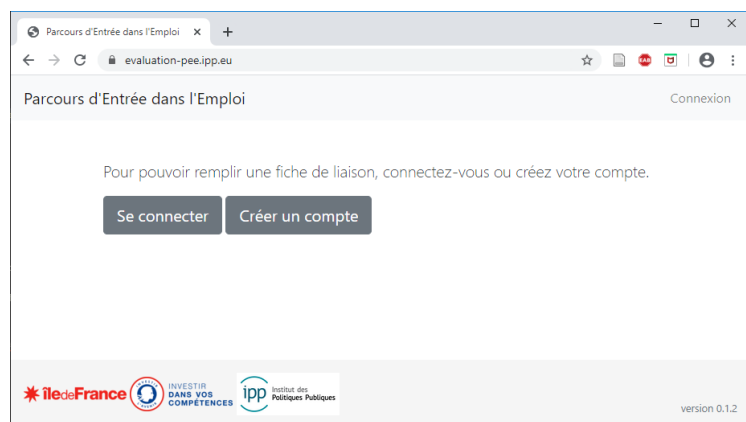 Parcours d'Entrée dans l'Emploi
evaluation-pee.ipp.eu
Parcours d'Entrée dans l'Emploi
Connexion
Pour pouvoir remplir une fiche de liaison, connectez-vous ou créez votre compte.
Se connecter
Créer un compte
îledeFrance
INVESTIR
DANS VOS
COMPÉTENCES
ipp
Institut des
Politiques Publiques
version 0.1.2